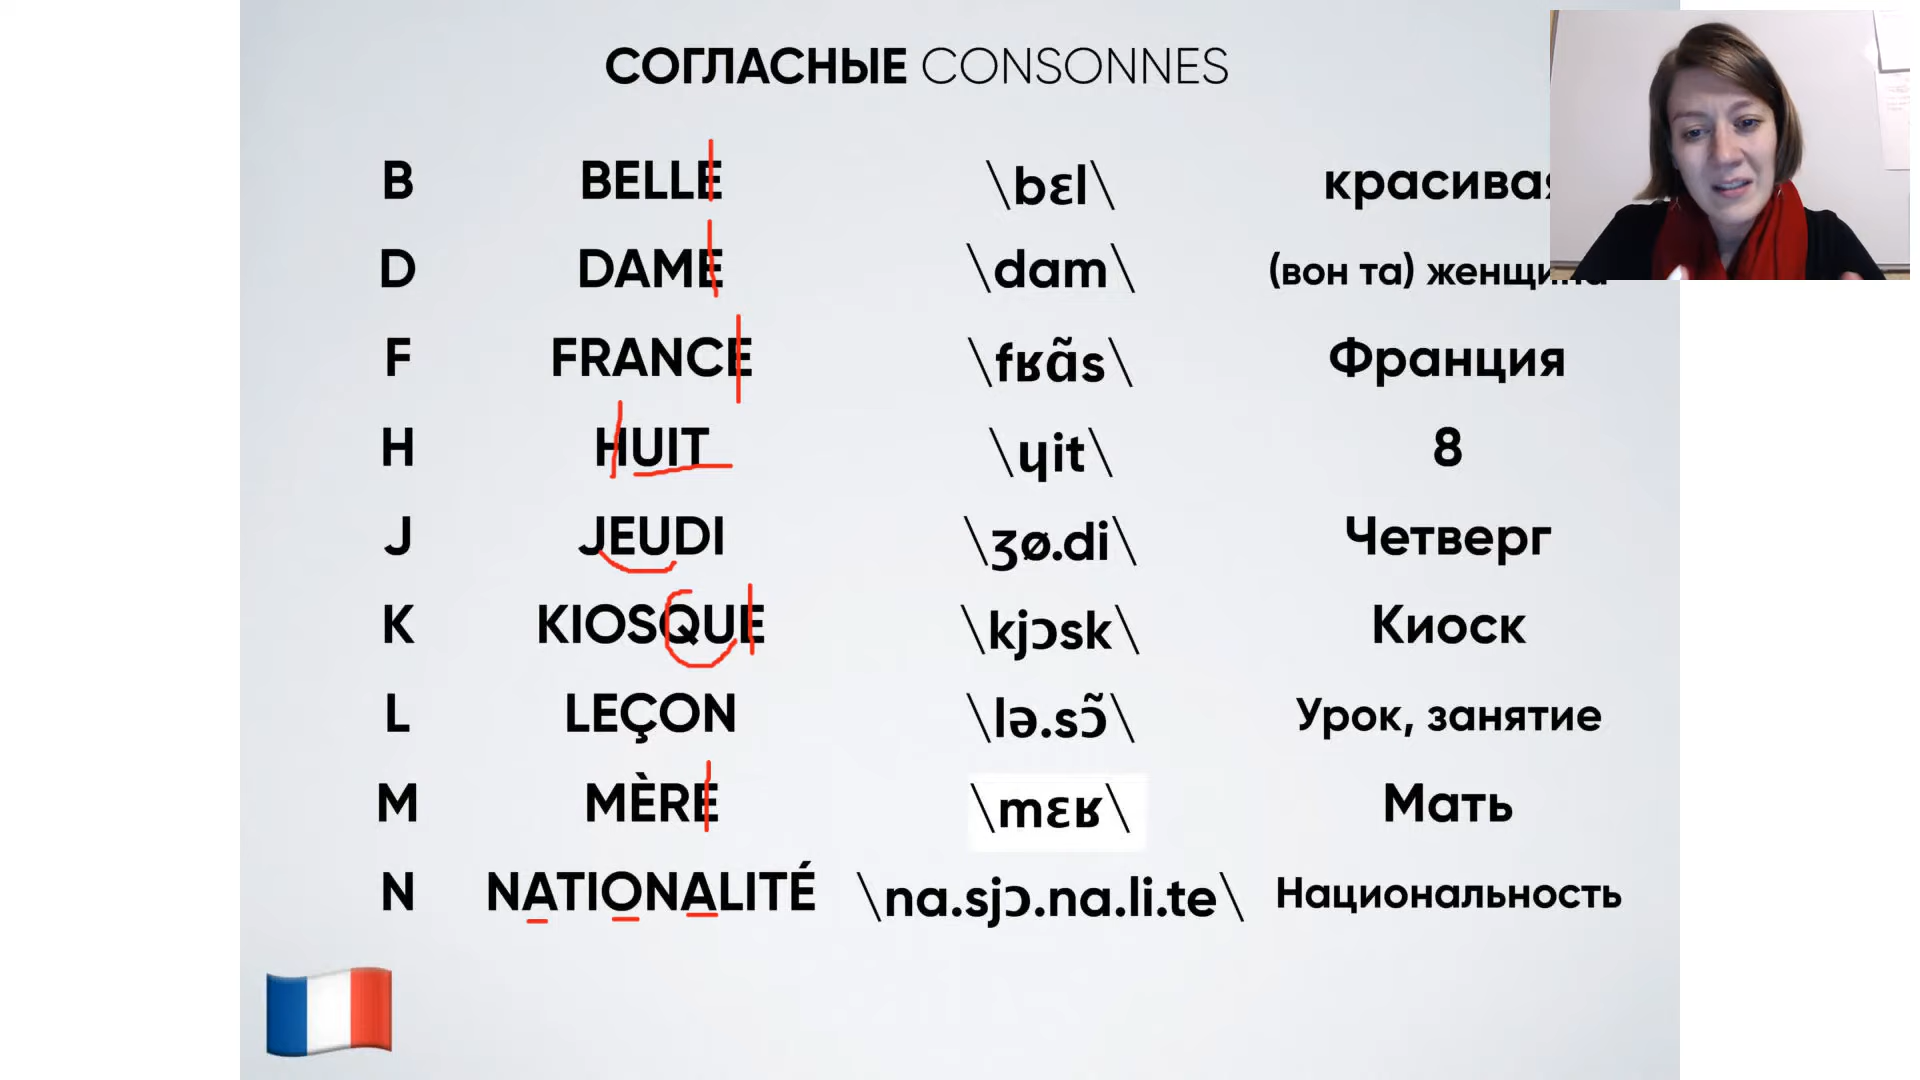 СОГЛАСНЫЕ CONSONNES
B BELLE \bɛl\
D DAME \dam\ (вон та)
F FRANCE \fʁɑ̃s\ Франция
H HUIT \ɥit\ 8
J JEUDI \ʒø.di\ Четверг
K KIOSQUE \kjɔsk\ Киоск
L LEÇON \lə.sɔ̃\ Урок, занятие
M MÈRE \mɛʁ\ Мать
N NATIONALITÉ \na.sjɔ.na.li.te\ Национальность